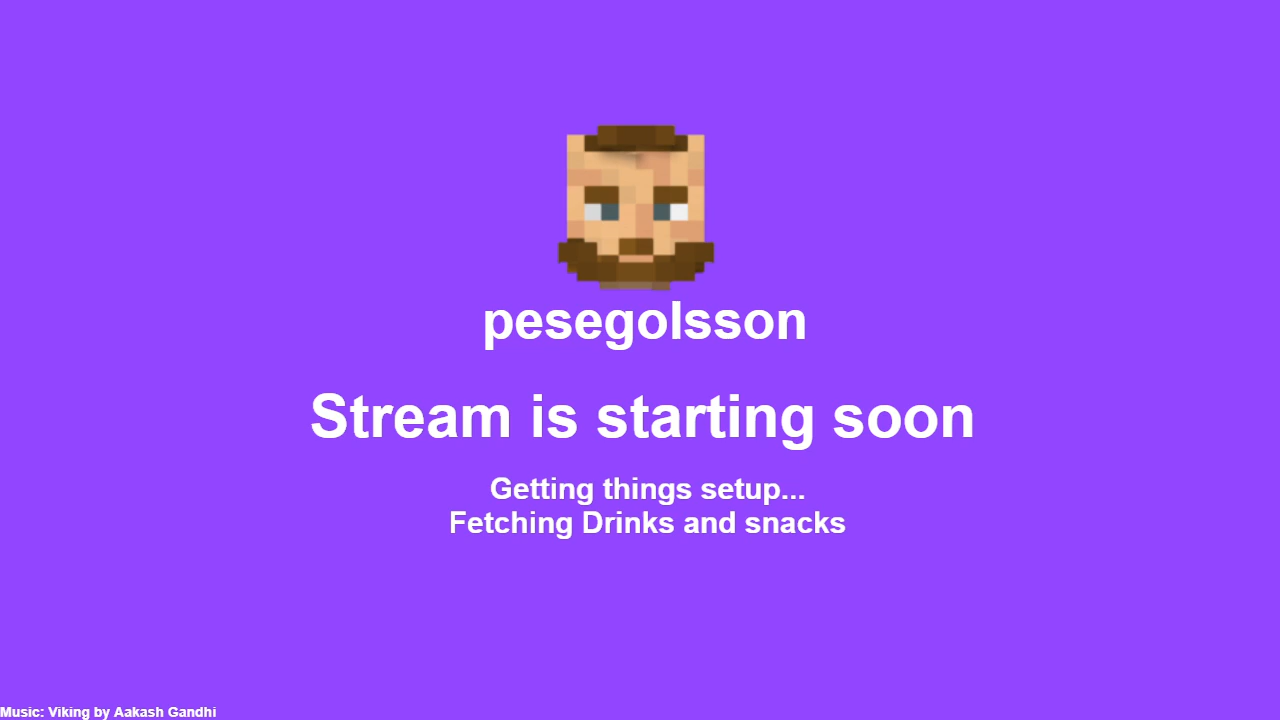 pesegolsson
Stream is starting soon
Getting things setup...
Fetching Drinks and snacks
Music: Viking by Aakash Gandhi